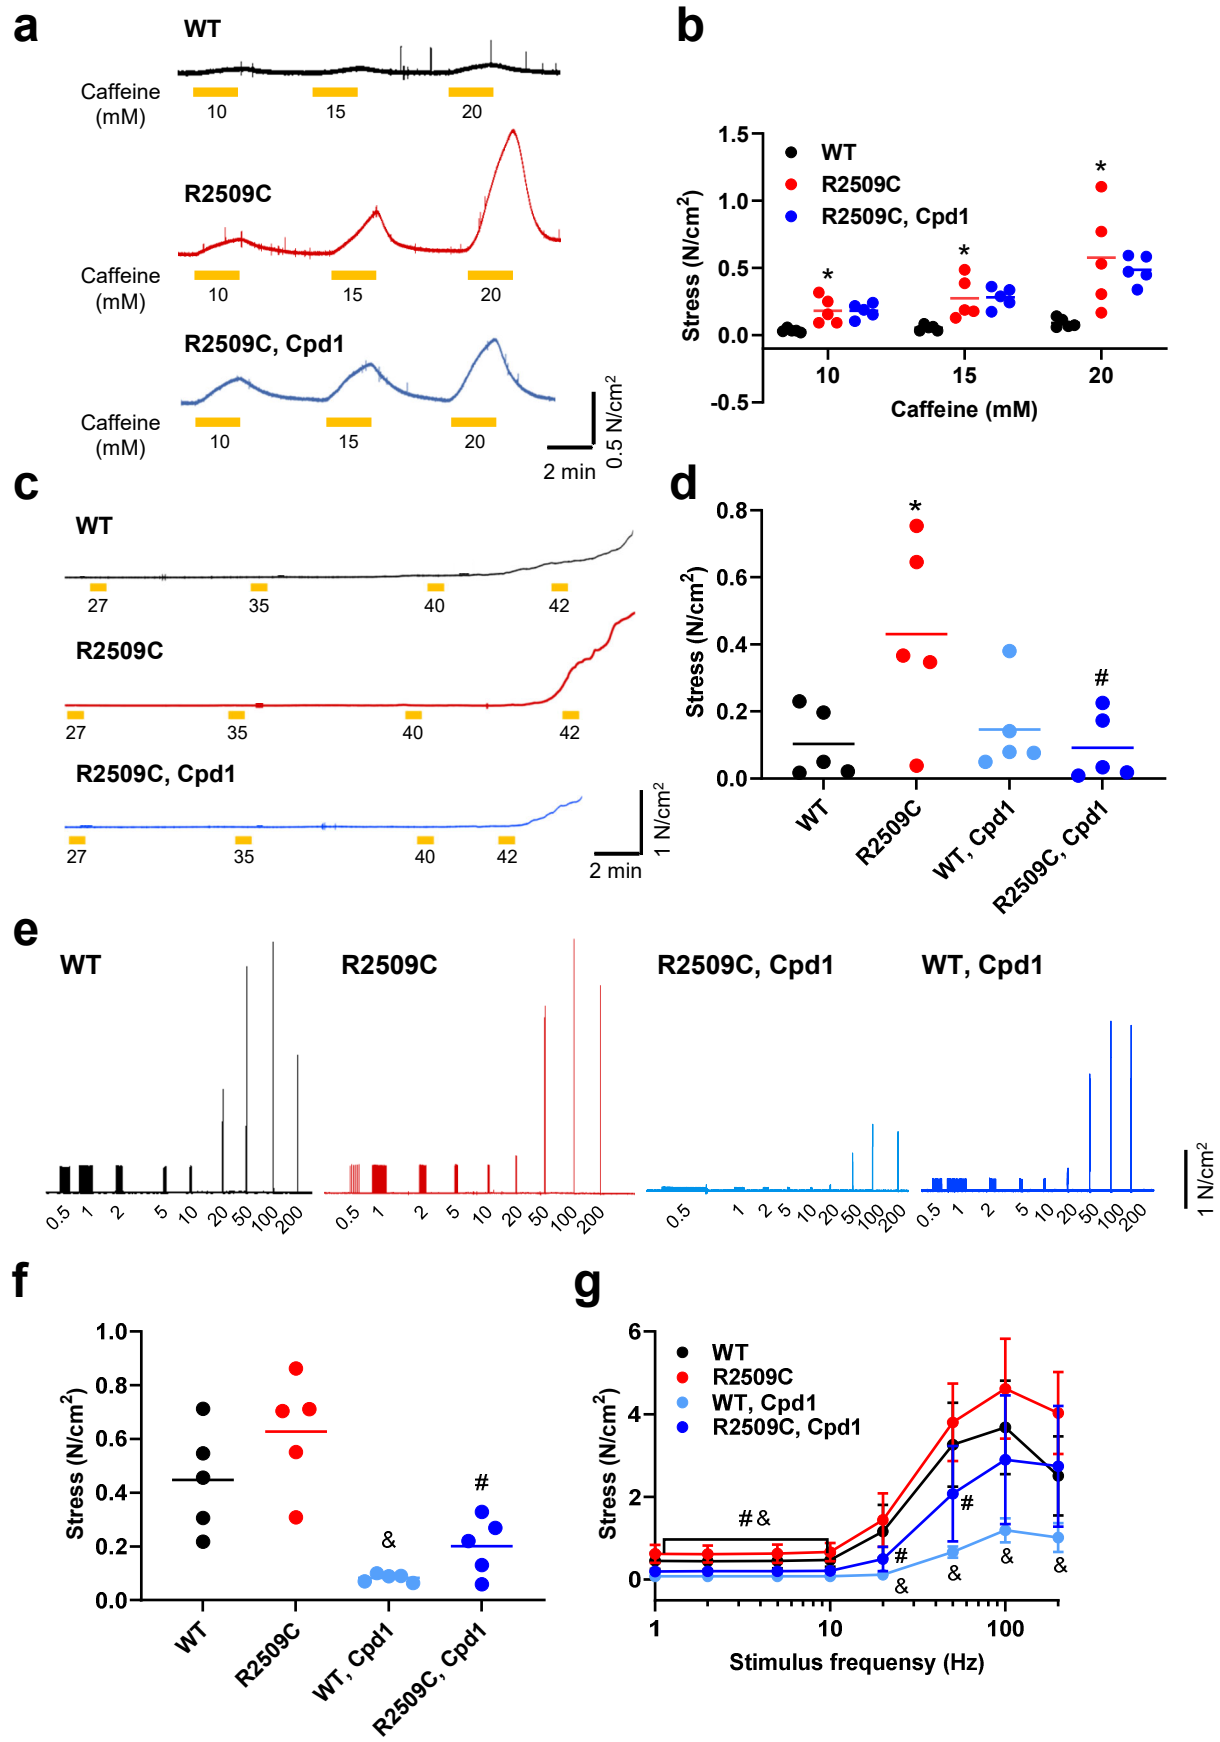 a
WT
Caffeine
(mM)
10
15
20
R2509C
Caffeine
(mM)
10
15
20
R2509C, Cpd1
Caffeine
(mM)
10
15
20
0.5 N/cm2
2 min
b
1.5
1.0
0.5
0.0
-0.5
Stress (N/cm2)
WT
R2509C
R2509C, Cpd1
*
*
*
10
15
20
Caffeine (mM)
c
WT
27
35
40
42
R2509C
27
35
40
42
R2509C, Cpd1
27
35
40
42
1 N/cm2
2 min
d
0.8
0.6
0.4
0.2
0.0
Stress (N/cm2)
*
#
WT
R2509C
WT, Cpd1
R2509C, Cpd1
e
WT
0.5 1 2 5 10 20 50 100 200
R2509C
0.5 1 2 5 10 20 50 100 200
R2509C, Cpd1
0.5 1 2 5 10 20 50 100 200
WT, Cpd1
0.5 1 2 5 10 20 50 100 200
1 N/cm2
f
1.0
0.8
0.6
0.4
0.2
0.0
Stress (N/cm2)
&
#
WT
R2509C
WT, Cpd1
R2509C, Cpd1
g
6
4
2
0
Stress (N/cm2)
WT
R2509C
WT, Cpd1
R2509C, Cpd1
#&
#
&
#
&
&
&
1
10
100
Stimulus frequensy (Hz)